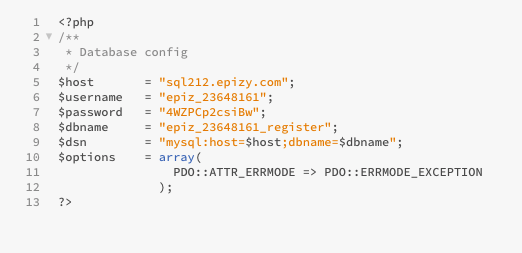 1 <?php
2 /**
3  * Database config
4  */
5 $host       = "sql212.epizy.com";
6 $username   = "epiz_23648161";
7 $password   = "4WZPCp2csiBw";
8 $dbname     = "epiz_23648161_register";
9 $dsn        = "mysql:host=$host;dbname=$dbname";
10 $options    = array(
11                 PDO::ATTR_ERRMODE => PDO::ERRMODE_EXCEPTION
12               );
13 ?>